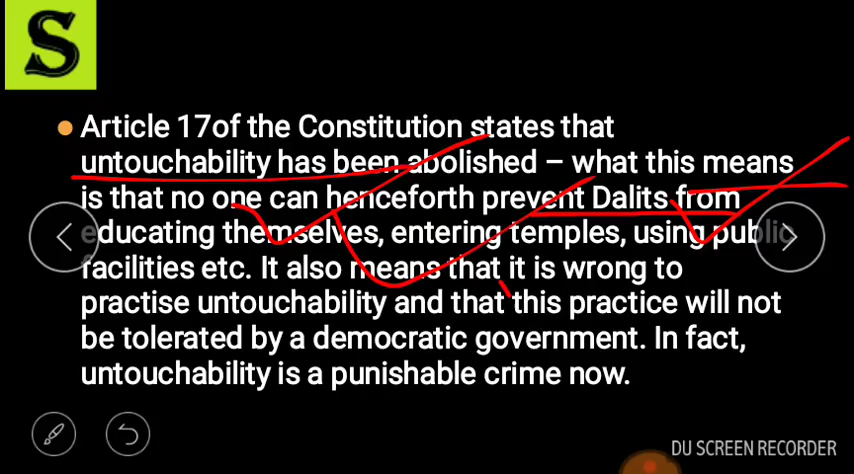 S
Article 17of the Constitution states that
untouchability has been abolished – what this means
is that no one can henceforth prevent Dalits from
educating themselves, entering temples, using public
facilities etc. It also means that it is wrong to
practise untouchability and that this practice will not
be tolerated by a democratic government. In fact,
untouchability is a punishable crime now.
DU SCREEN RECORDER